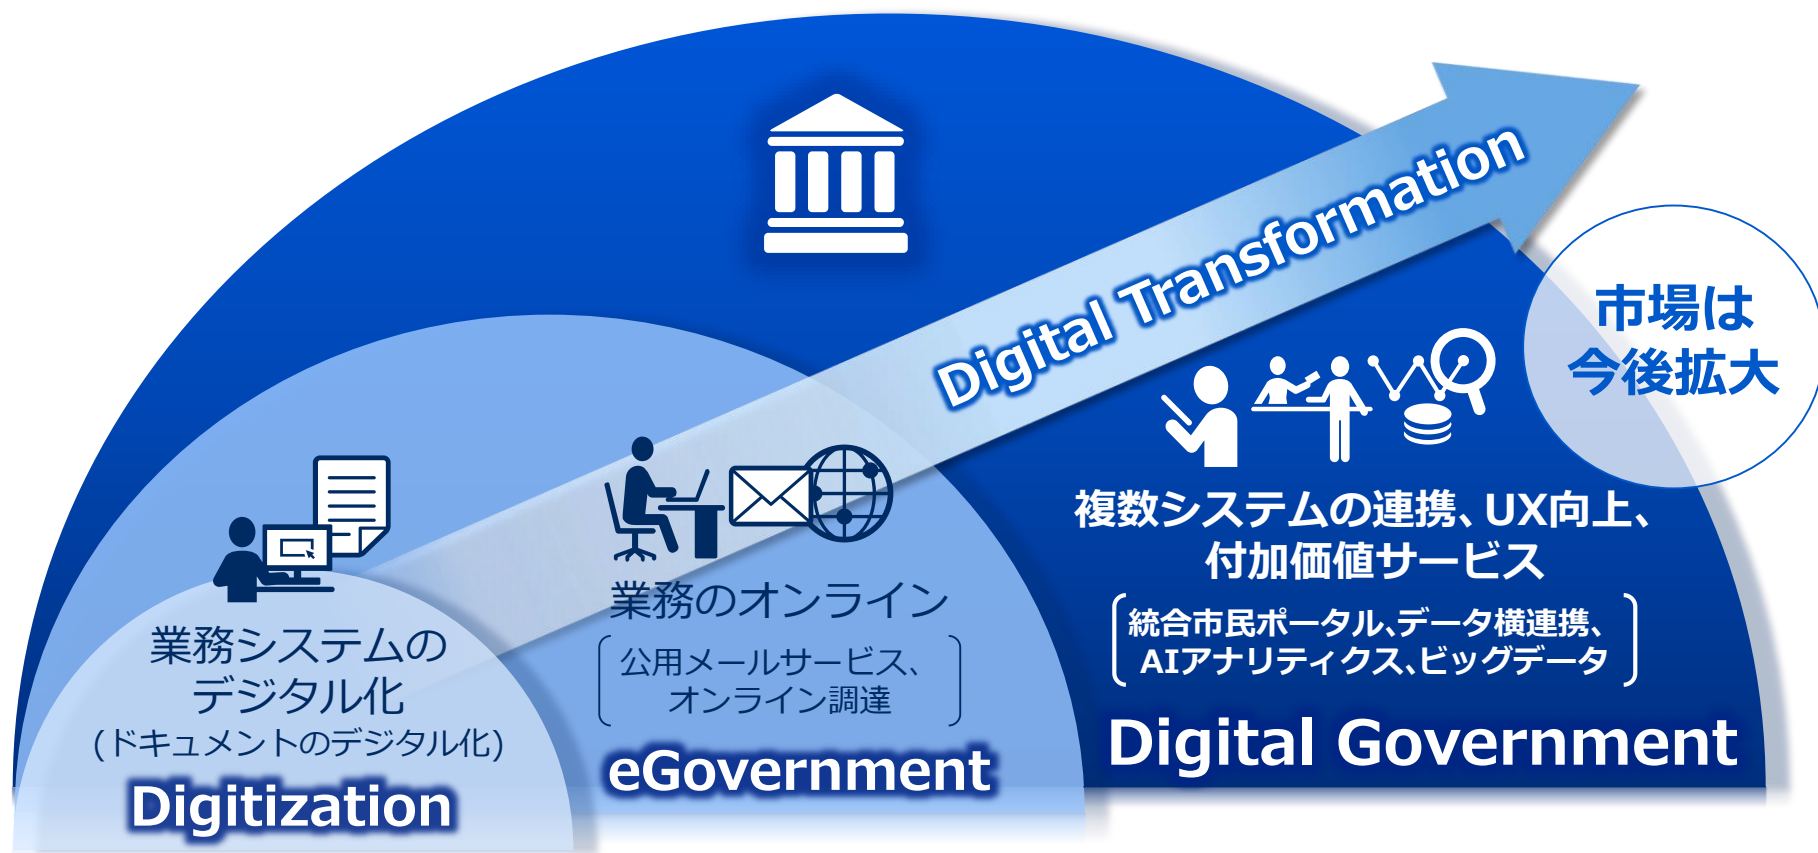 Digital Transformation
市場は
今後拡大
業務システムの
デジタル化
(ドキュメントのデジタル化)
Digitization
業務のオンライン
公用メールサービス、
オンライン調達
eGovernment
複数システムの連携、UX向上、
付加価値サービス
統合市民ポータル、データ横連携、
AIアナリティクス、ビッグデータ
Digital Government